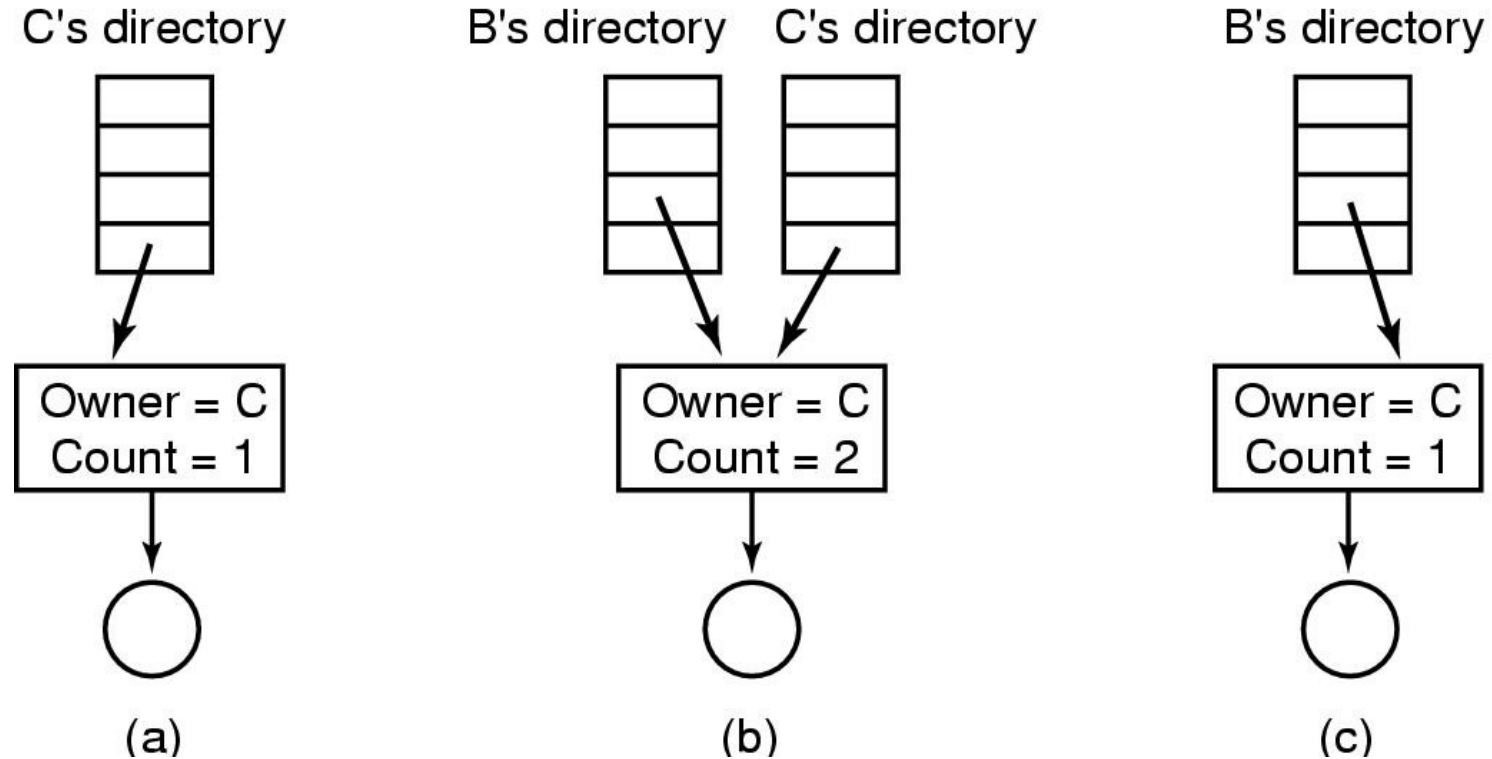 C's directory
B's directory
C's directory
B's directory
Owner = C
Count = 1
Owner = C
Count = 2
Owner = C
Count = 1
(a)
(b)
(c)